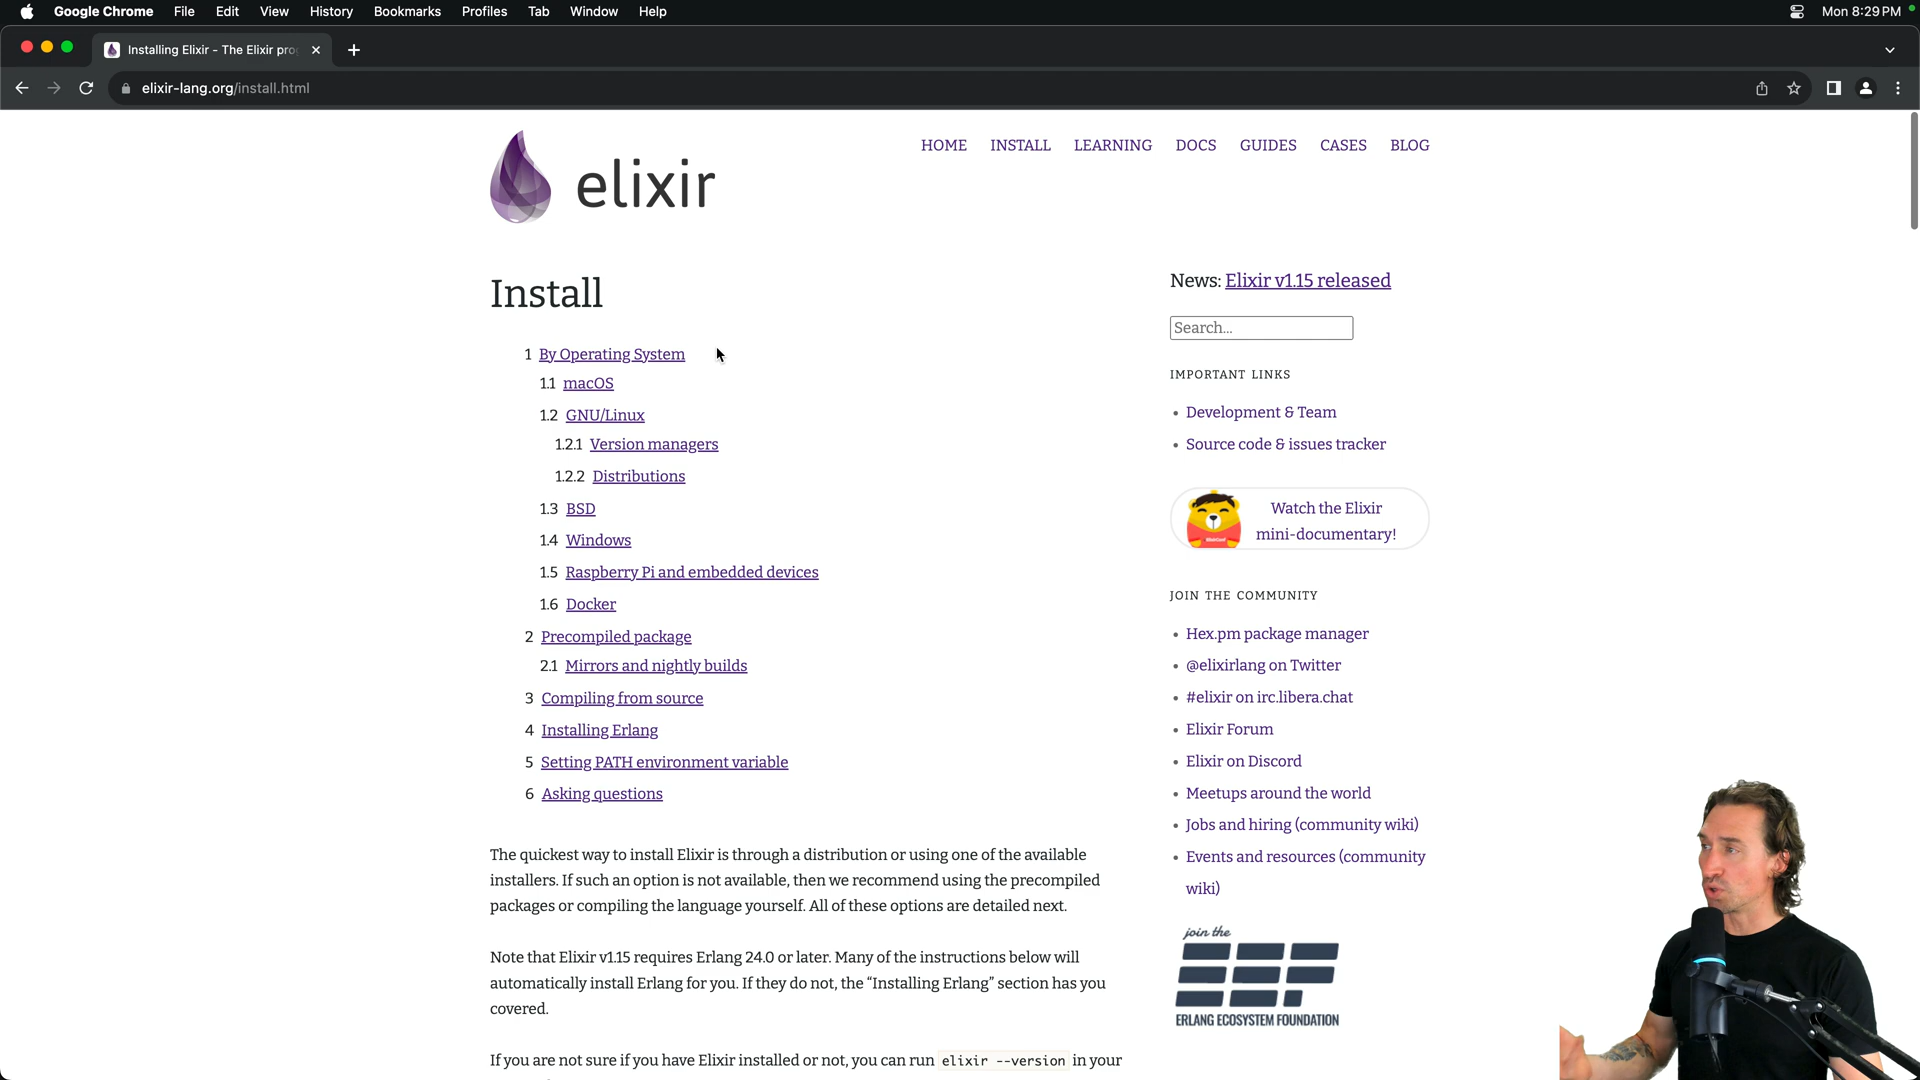 Google Chrome File Edit View History Bookmarks Profiles Tab Window Help Mon 8:29 PM
Installing Elixir - The Elixir pro
elixir-lang.org/install.html
elixir
HOME INSTALL LEARNING DOCS GUIDES CASES BLOG
Install
1 By Operating System
1.1 macOS
1.2 GNU/Linux
1.2.1 Version managers
1.2.2 Distributions
1.3 BSD
1.4 Windows
1.5 Raspberry Pi and embedded devices
1.6 Docker
2 Precompiled package
2.1 Mirrors and nightly builds
3 Compiling from source
4 Installing Erlang
5 Setting PATH environment variable
6 Asking questions
The quickest way to install Elixir is through a distribution or using one of the available
installers. If such an option is not available, then we recommend using the precompiled
packages or compiling the language yourself. All of these options are detailed next.
Note that Elixir v1.15 requires Erlang 24.0 or later. Many of the instructions below will
automatically install Erlang for you. If they do not, the “Installing Erlang” section has you
covered.
If you are not sure if you have Elixir installed or not, you can run elixir --version in your
News: Elixir v1.15 released
Search...
IMPORTANT LINKS
• Development & Team
• Source code & issues tracker
Watch the Elixir
mini-documentary!
JOIN THE COMMUNITY
• Hex.pm package manager
• @elixirlang on Twitter
• #elixir on irc.libera.chat
• Elixir Forum
• Elixir on Discord
• Meetups around the world
• Jobs and hiring (community wiki)
• Events and resources (community
wiki)
join the
ERLANG ECOSYSTEM FOUNDATION